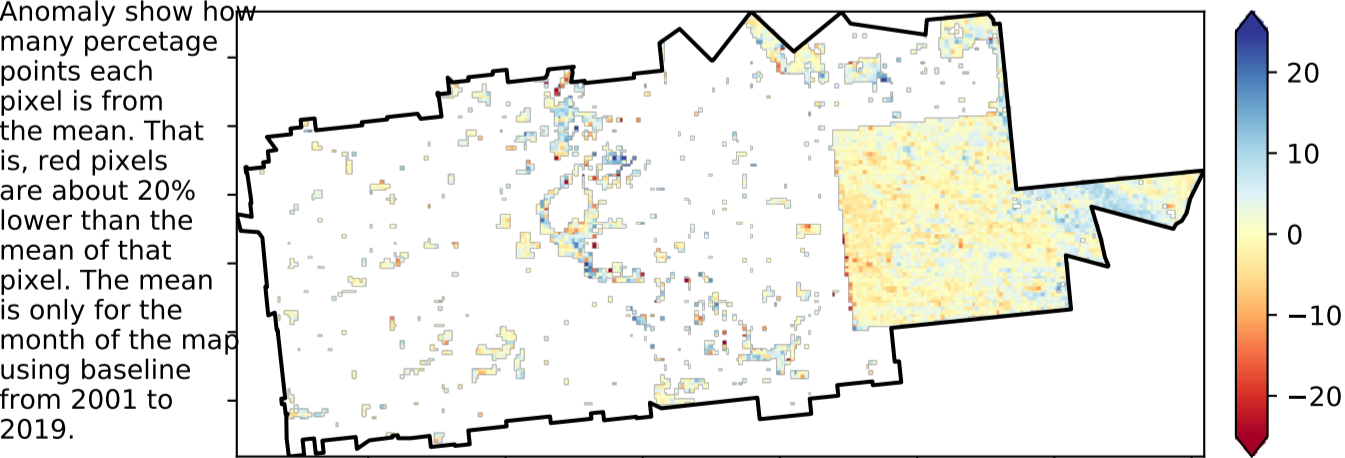 Anomaly show how
many percetage
points each
pixel is from
the mean. That
is, red pixels
are about 20%
lower than the
mean of that
pixel. The mean
is only for the
month of the map
using baseline
from 2001 to
2019.
20
10
0
−10
−20